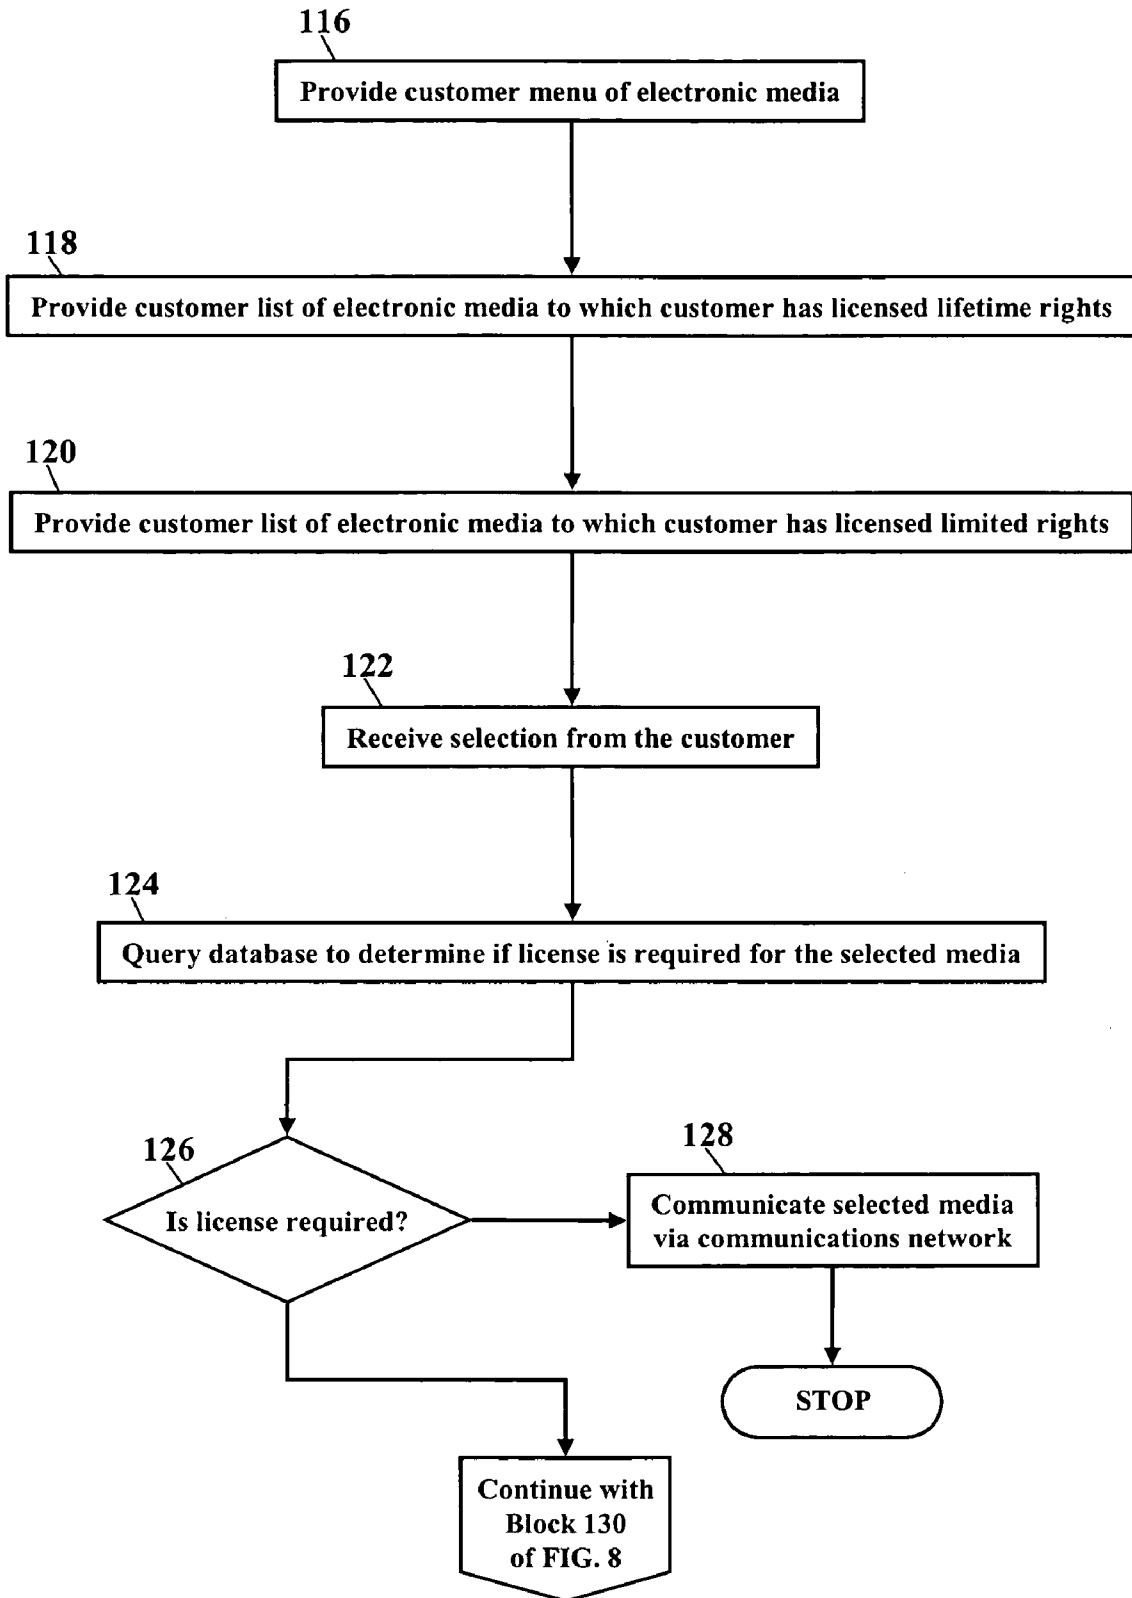 116
Provide customer menu of electronic media
118
Provide customer list of electronic media to which customer has licensed lifetime rights
120
Provide customer list of electronic media to which customer has licensed limited rights
122
Receive selection from the customer
124
Query database to determine if license is required for the selected media
126
Is license required?
128
Communicate selected media
via communications network
STOP
Continue with
Block 130
of FIG. 8